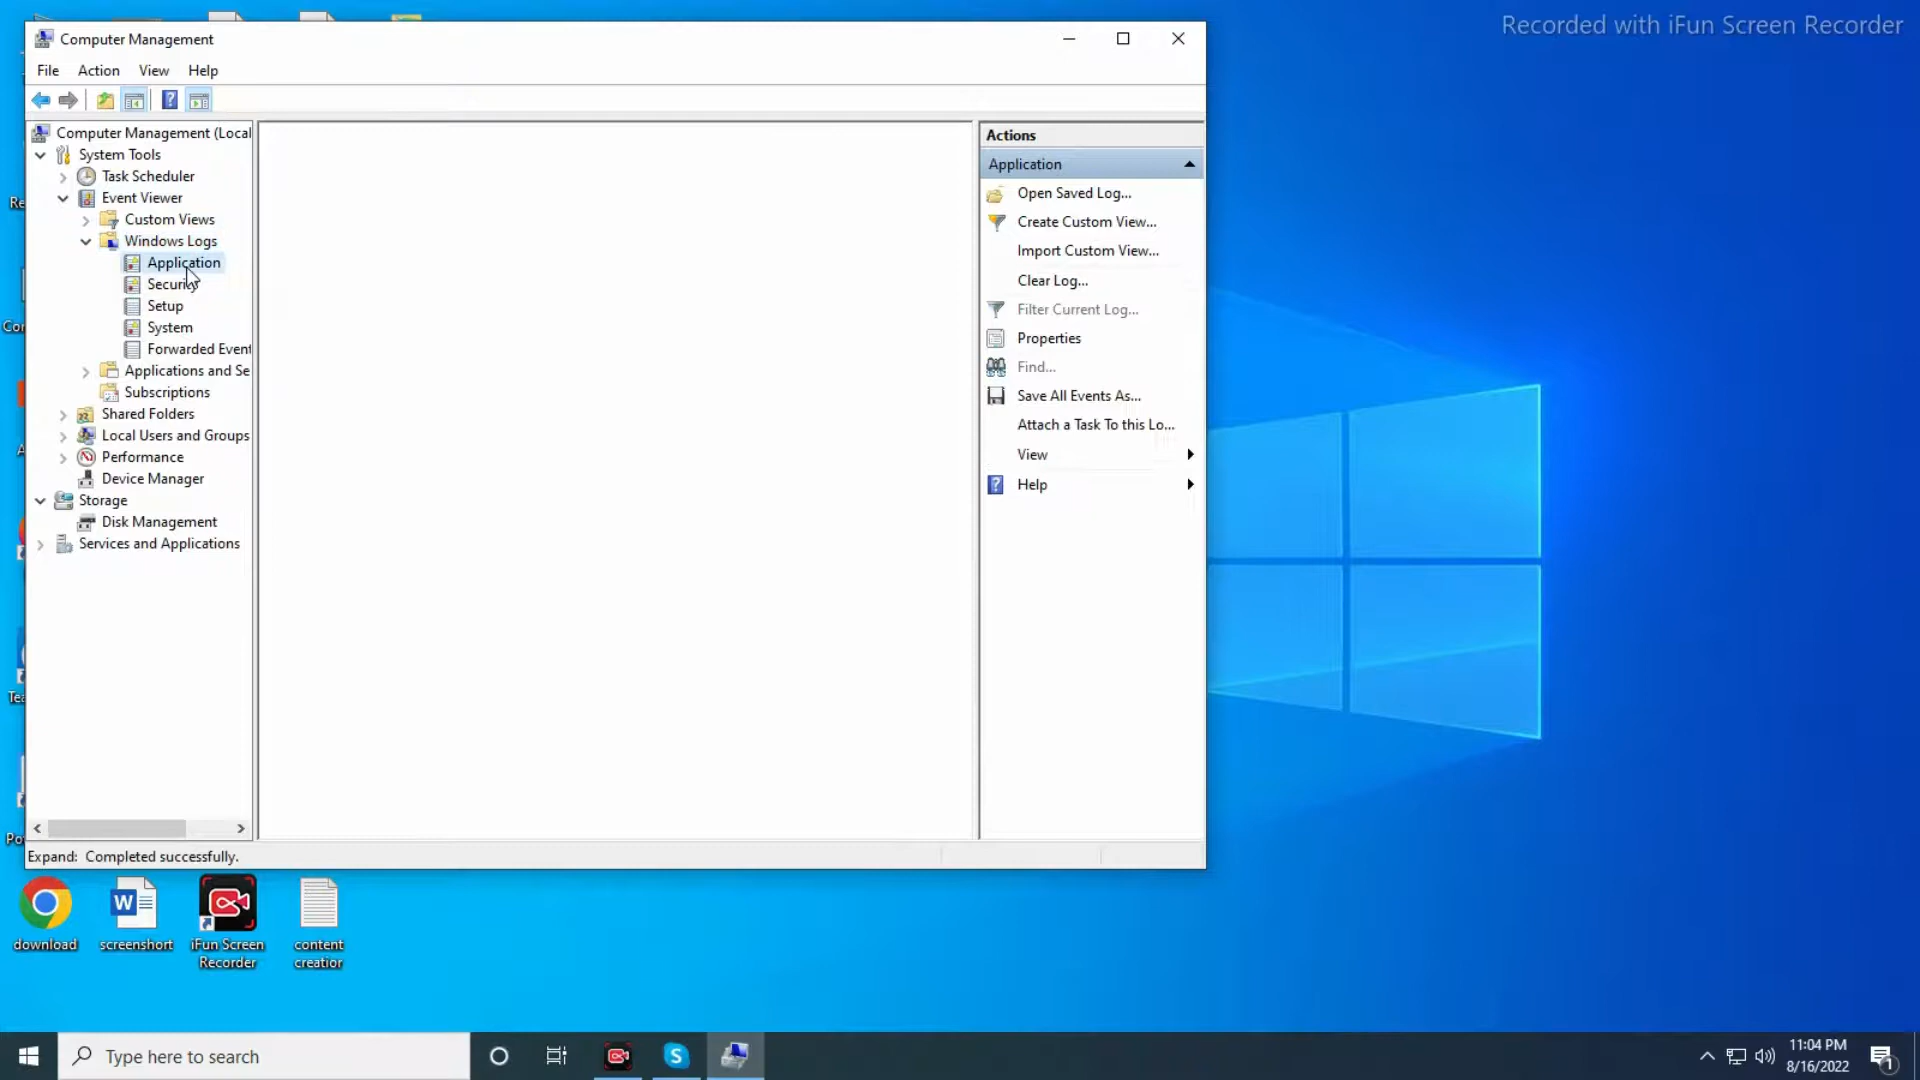 Recorded with iFun Screen Recorder
Computer Management
File Action View Help
Computer Management (Local
System Tools
Task Scheduler
Event Viewer
Custom Views
Windows Logs
Application
Security
Setup
System
Forwarded Event
Applications and Se
Subscriptions
Shared Folders
Local Users and Groups
Performance
Device Manager
Storage
Disk Management
Services and Applications
Actions
Application
Open Saved Log...
Create Custom View...
Import Custom View...
Clear Log...
Filter Current Log...
Properties
Find...
Save All Events As...
Attach a Task To this Lo...
View
Help
Expand: Completed successfully.
download
screenshort
iFun Screen
Recorder
content
creatior
Type here to search
11:04 PM
8/16/2022
1